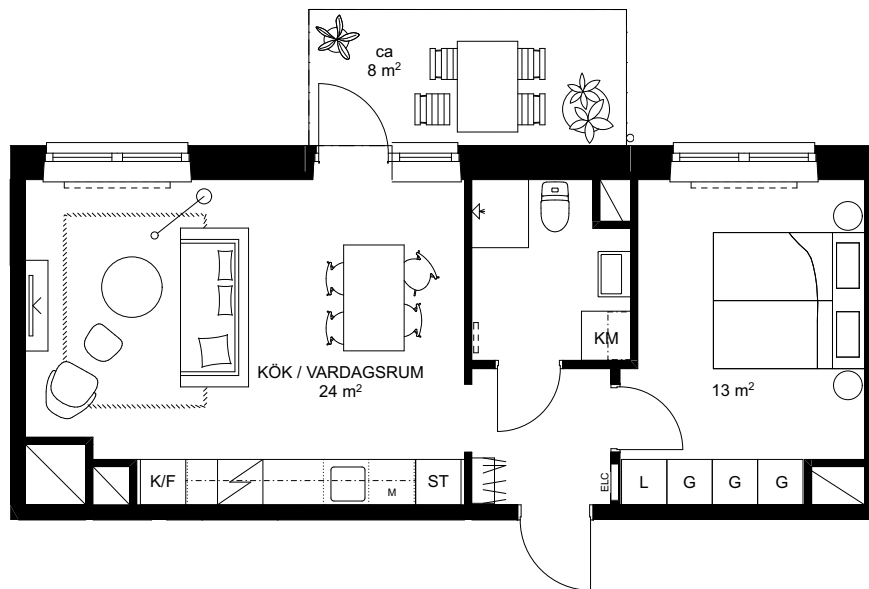 ca
8 m²
KM
KÖK / VARDAGSRUM
24 m²
13 m²
K/F
M
ST
ELC
L
G
G
G